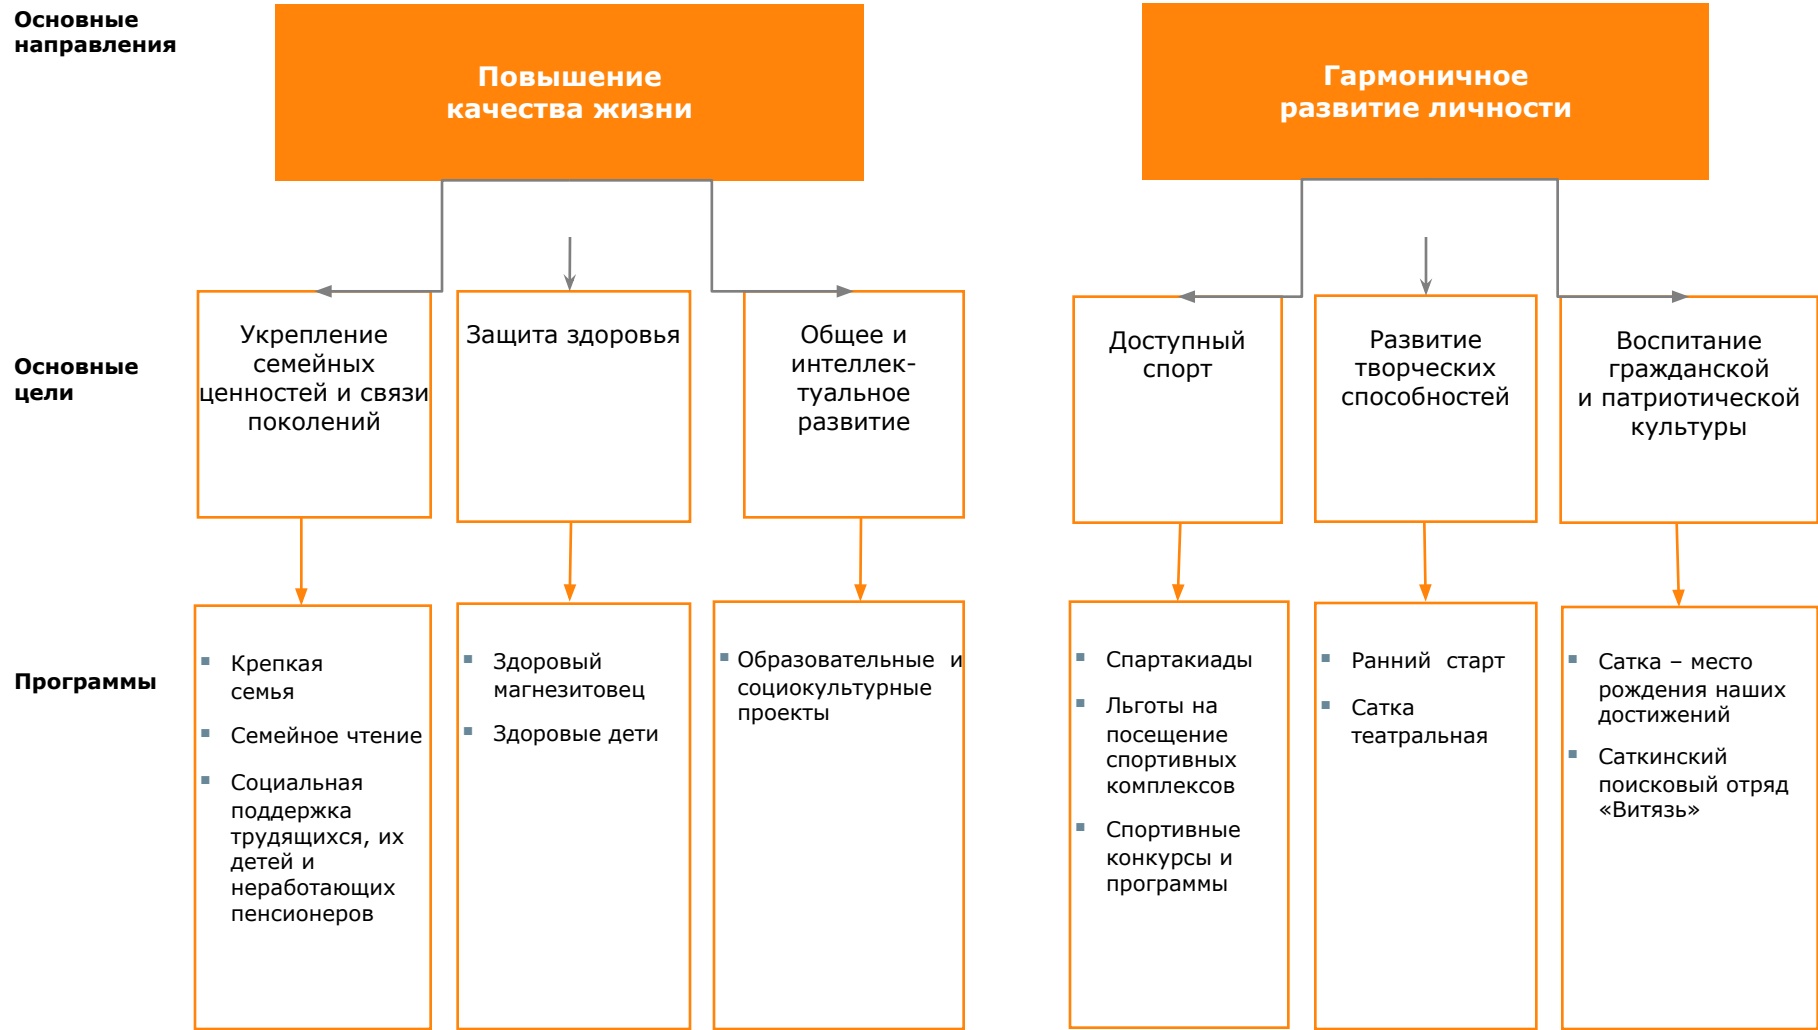 Основные
направления
Повышение
качества жизни
Гармоничное
развитие личности
Основные
цели
Укрепление
семейных
ценностей и связи
поколений
Защита здоровья
Общее и
интеллек-
туальное
развитие
Доступный
спорт
Развитие
творческих
способностей
Воспитание
гражданской
и патриотической
культуры
Программы
Крепкая
семья
Семейное чтение
Социальная
поддержка
трудящихся, их
детей и
неработающих
пенсионеров
Здоровый
магнезитовец
Здоровые дети
Образовательные и
социокультурные
проекты
Спартакиады
Льготы на
посещение
спортивных
комплексов
Спортивные
конкурсы и
программы
Ранний старт
Сатка
театральная
Сатка – место
рождения наших
достижений
Саткинский
поисковый отряд
«Витязь»